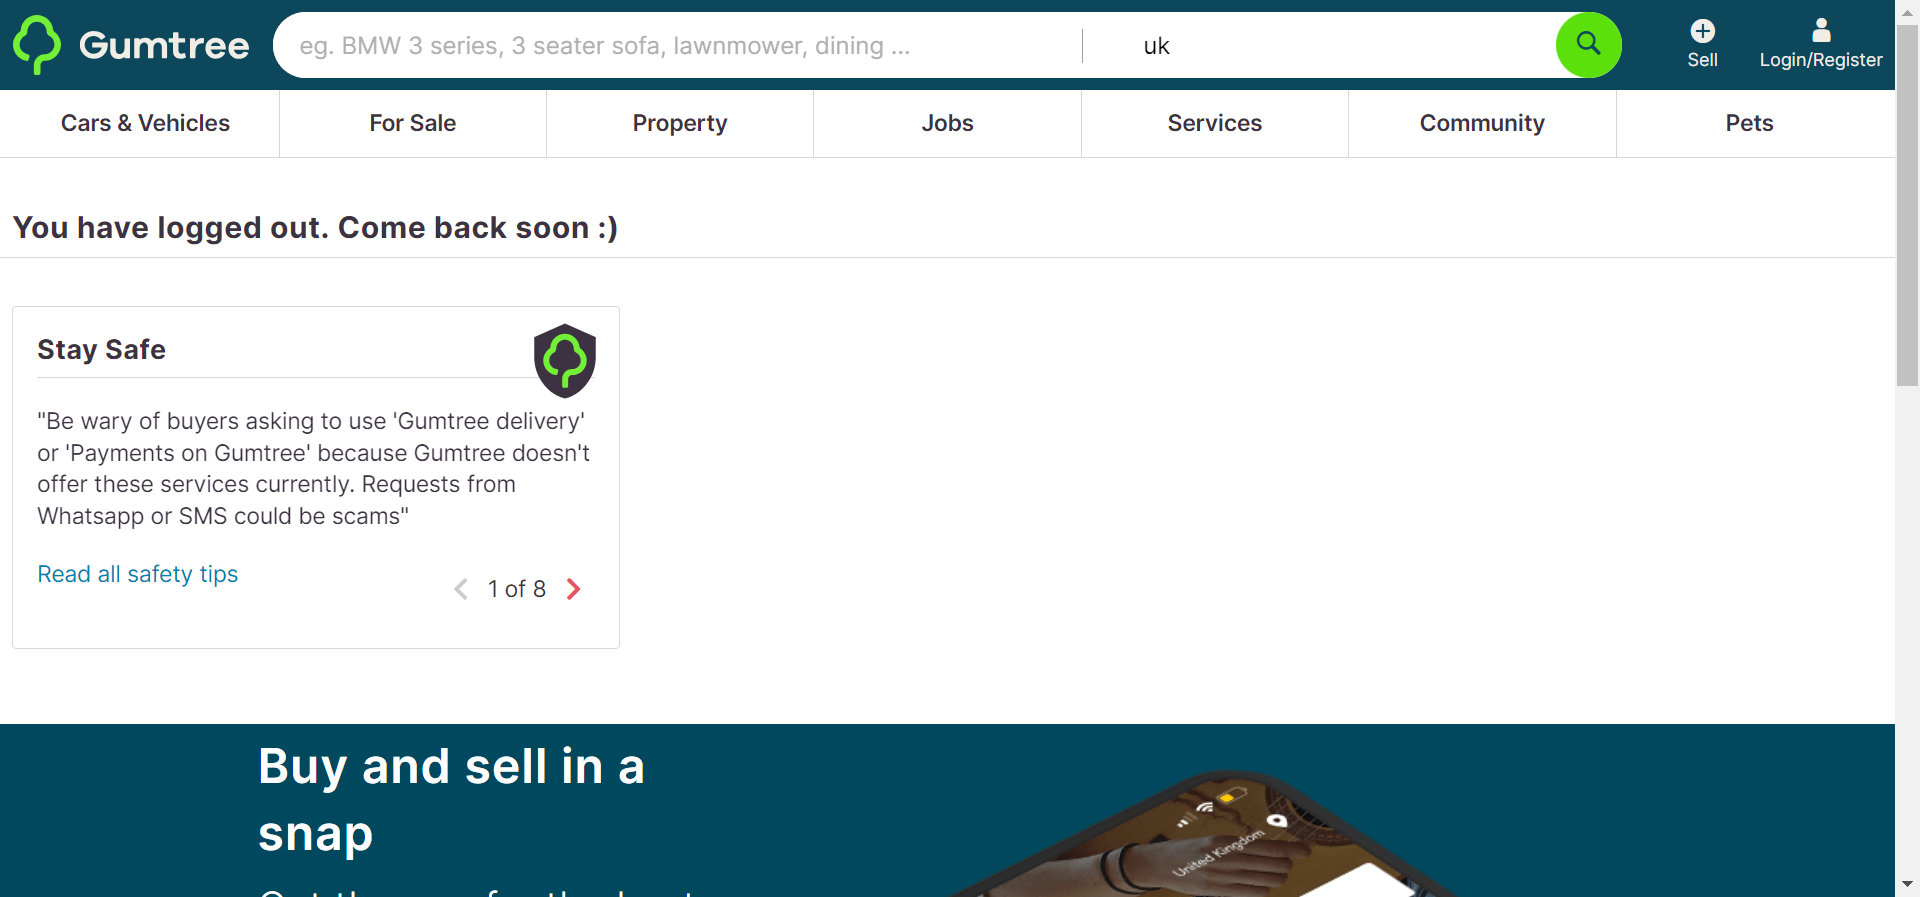 Gumtree
eg. BMW 3 series, 3 seater sofa, lawnmower, dining ...
uk
Sell
Login/Register
Cars & Vehicles
For Sale
Property
Jobs
Services
Community
Pets
You have logged out. Come back soon :)
Stay Safe
"Be wary of buyers asking to use 'Gumtree delivery'
or 'Payments on Gumtree' because Gumtree doesn't
offer these services currently. Requests from
Whatsapp or SMS could be scams"
Read all safety tips
1 of 8
Buy and sell in a
snap
United Kingdom